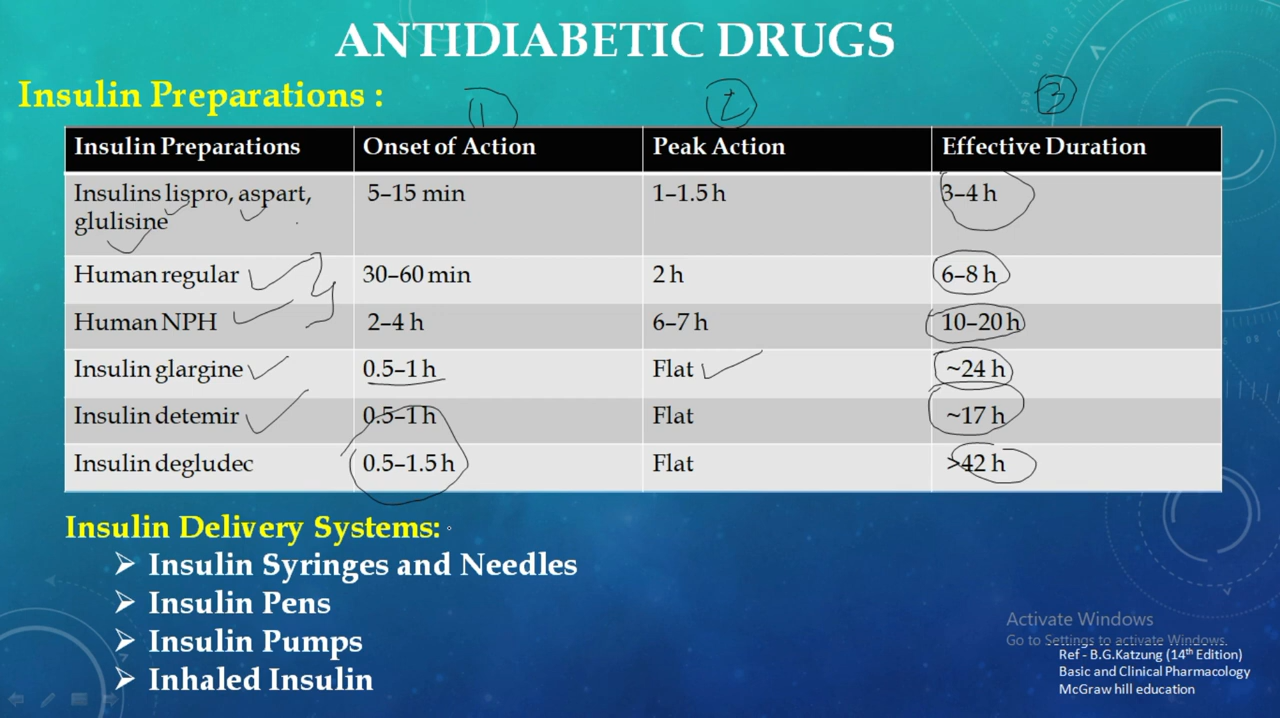 ANTIDIABETIC DRUGS
Insulin Preparations :
1 2 3
Insulin Preparations Onset of Action Peak Action Effective Duration
Insulins lispro, aspart, 5–15 min 1–1.5 h 3–4 h
glulisine
Human regular 30–60 min 2 h 6–8 h
Human NPH 2–4 h 6–7 h 10–20 h
Insulin glargine 0.5–1 h Flat ~24 h
Insulin detemir 0.5–1 h Flat ~17 h
Insulin degludec 0.5–1.5 h Flat >42 h
Insulin Delivery Systems:
➢ Insulin Syringes and Needles
➢ Insulin Pens
➢ Insulin Pumps
➢ Inhaled Insulin
Activate Windows
Go to Settings to activate Windows.
Ref - B.G.Katzung (14th Edition)
Basic and Clinical Pharmacology
McGraw hill education